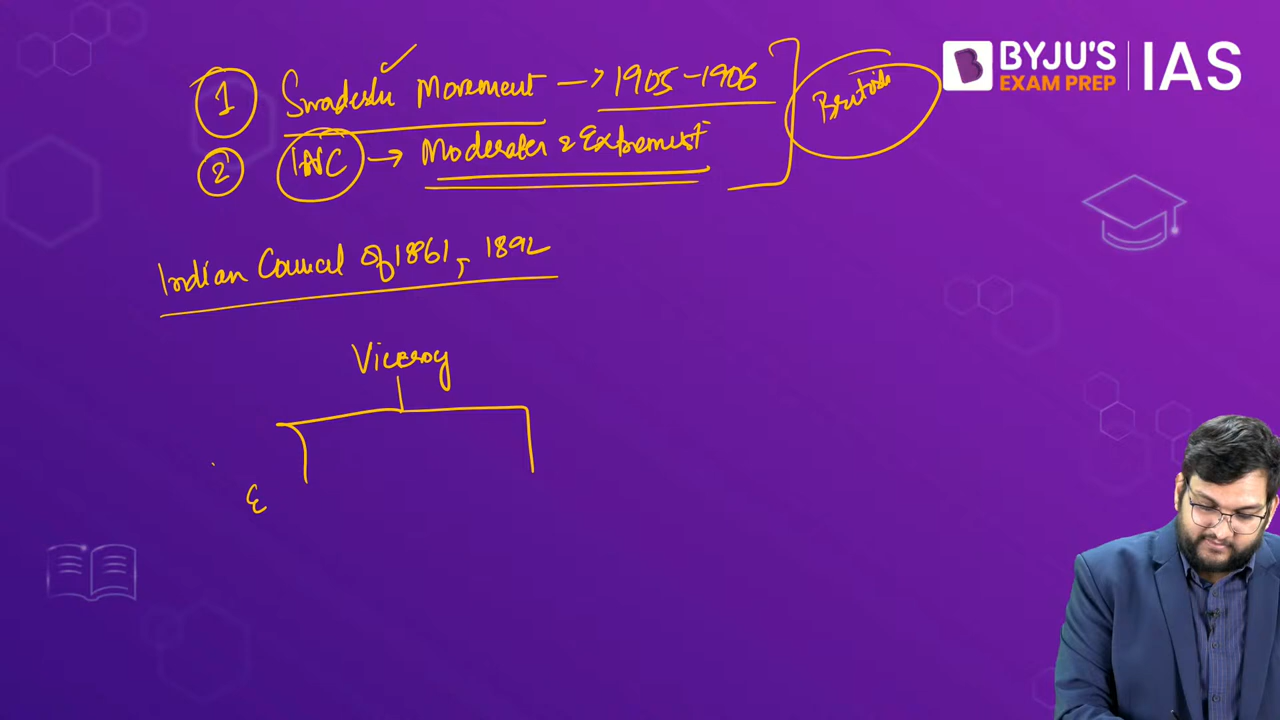 BYJU'S
EXAM PREP
IAS
1 Swadeshi Movement → 1905-1906
British
2 INC → Moderates & Extremist
Indian Council of 1861, 1892
Viceroy
E